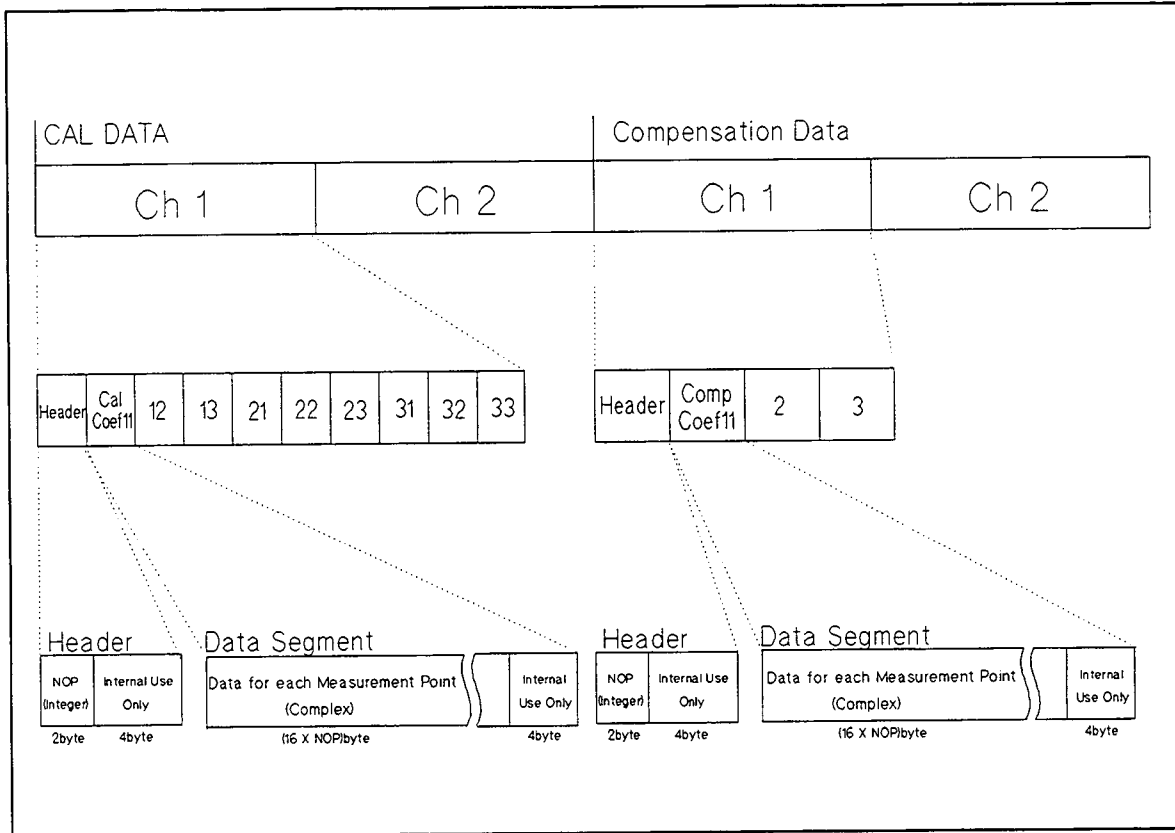 CAL DATA
Compensation Data
Ch 1
Ch 2
Ch 1
Ch 2
Header
Cal
Coef11
12
13
21
22
23
31
32
33
Header
Comp
Coef11
2
3
Header
Data Segment
NOP
(Integer)
Internal Use
Only
Data for each Measurement Point
(Complex)
Internal
Use Only
2byte
4byte
(16 X NOP)byte
4byte
Header
Data Segment
NOP
(Integer)
Internal Use
Only
Data for each Measurement Point
(Complex)
Internal
Use Only
2byte
4byte
(16 X NOP)byte
4byte